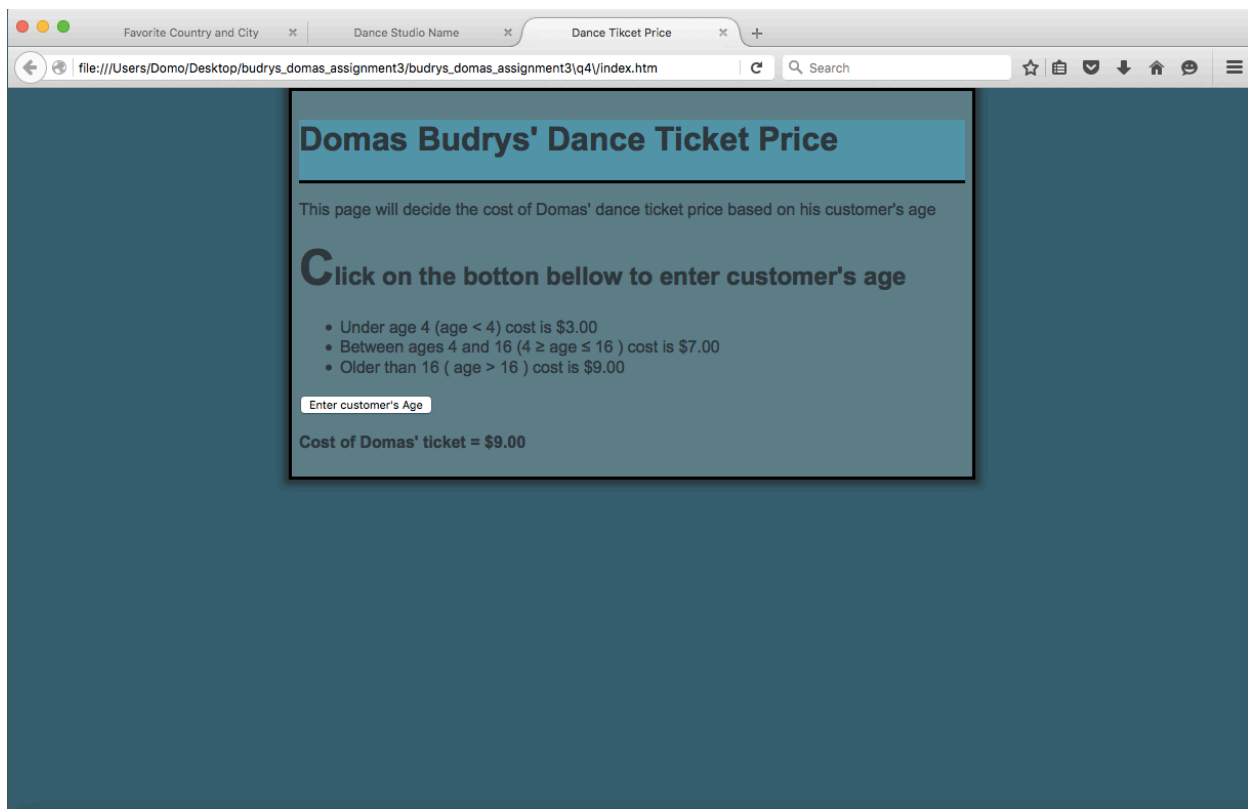 Favorite Country and City
Dance Studio Name
Dance Tikcet Price
file:///Users/Domo/Desktop/budrys_domas_assignment3/budrys_domas_assignment3\q4\/index.htm
Search
Domas Budrys' Dance Ticket Price
This page will decide the cost of Domas' dance ticket price based on his customer's age
Click on the botton bellow to enter customer's age
• Under age 4 (age < 4) cost is $3.00
• Between ages 4 and 16 (4 ≥ age ≤ 16 ) cost is $7.00
• Older than 16 ( age > 16 ) cost is $9.00
Enter customer's Age
Cost of Domas' ticket = $9.00